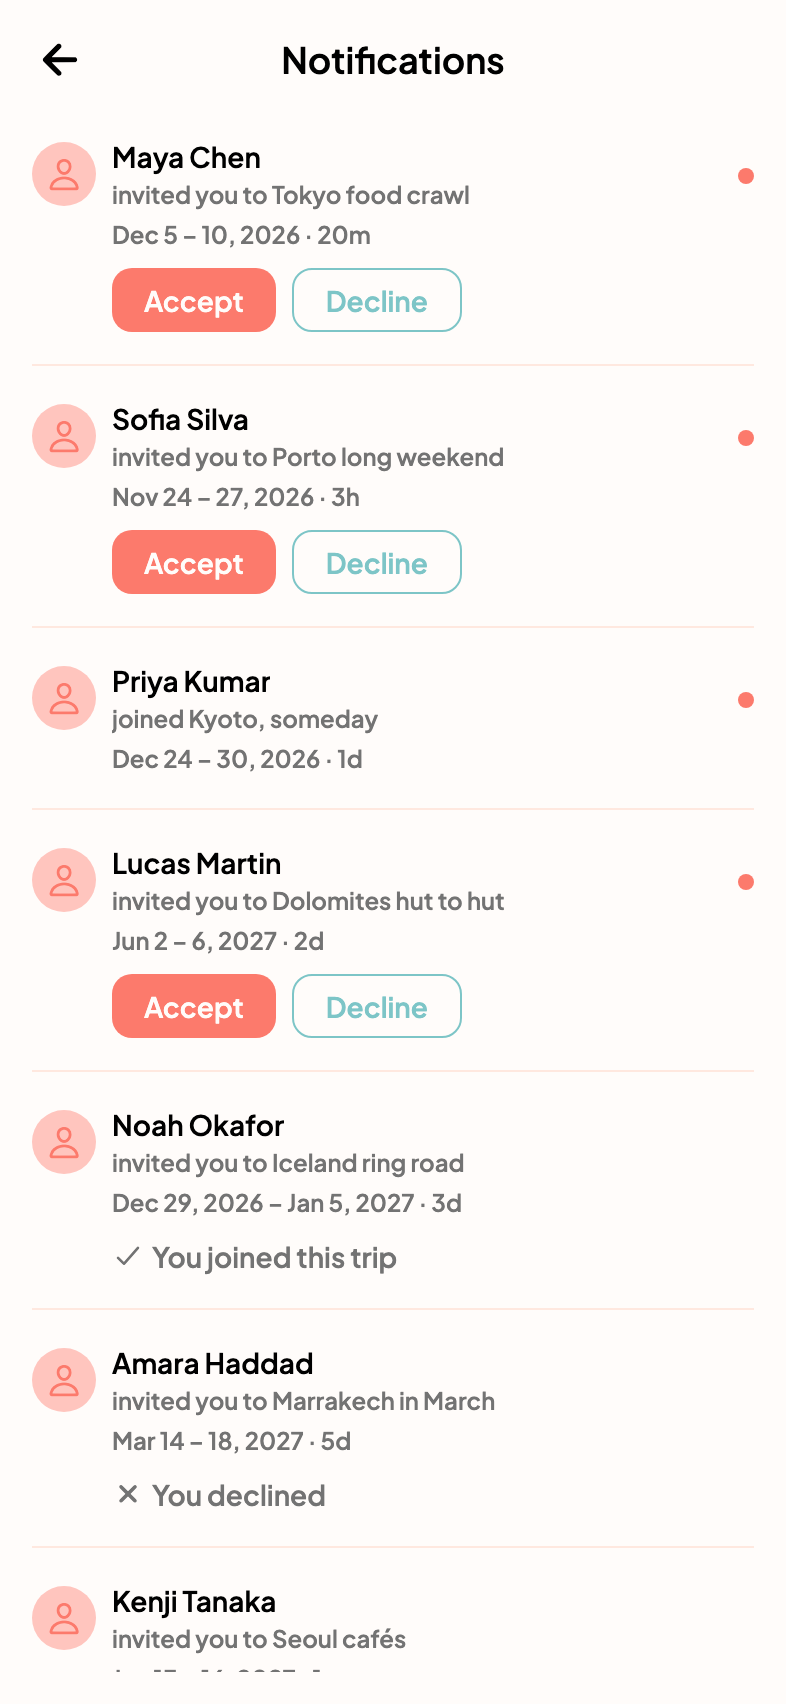 Notifications
Maya Chen
invited you to Tokyo food crawl
Dec 5 – 10, 2026 · 20m
Accept
Decline
Sofia Silva
invited you to Porto long weekend
Nov 24 – 27, 2026 · 3h
Accept
Decline
Priya Kumar
joined Kyoto, someday
Dec 24 – 30, 2026 · 1d
Lucas Martin
invited you to Dolomites hut to hut
Jun 2 – 6, 2027 · 2d
Accept
Decline
Noah Okafor
invited you to Iceland ring road
Dec 29, 2026 – Jan 5, 2027 · 3d
You joined this trip
Amara Haddad
invited you to Marrakech in March
Mar 14 – 18, 2027 · 5d
You declined
Kenji Tanaka
invited you to Seoul cafés